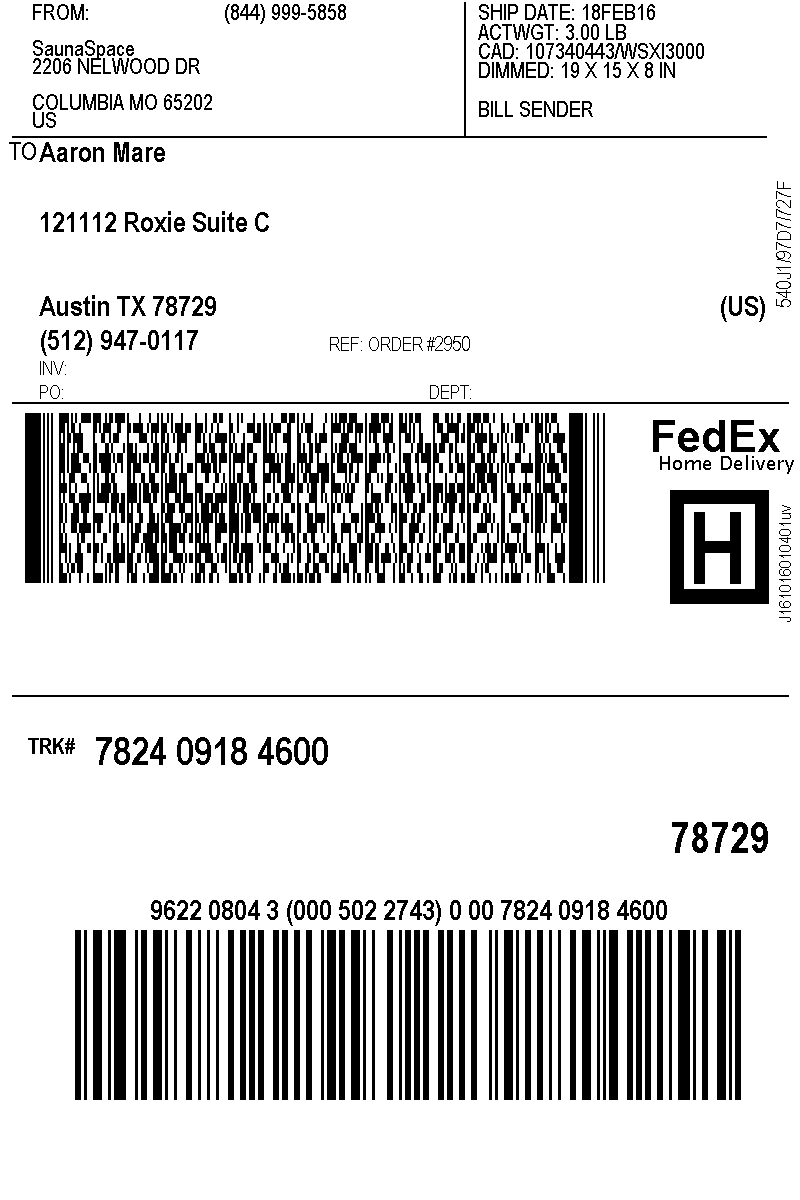 FROM: (844) 999-5858
SaunaSpace
2206 NELWOOD DR
COLUMBIA MO 65202
US
SHIP DATE: 18FEB16
ACTWGT: 3.00 LB
CAD: 107340443/WSXI3000
DIMMED: 19 X 15 X 8 IN
BILL SENDER
TO Aaron Mare
121112 Roxie Suite C
Austin TX 78729 (US)
(512) 947-0117 REF: ORDER #2950
INV:
PO: DEPT:
540J1/97D7/727F
FedEx
Home Delivery
H
J161016010401uv
TRK# 7824 0918 4600
78729
9622 0804 3 (000 502 2743) 0 00 7824 0918 4600